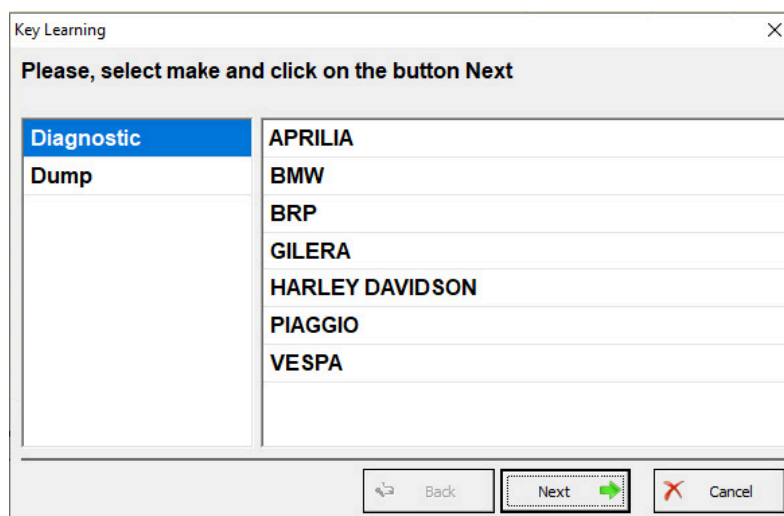 Key Learning
Please, select make and click on the button Next
Diagnostic
Dump
APRILIA
BMW
BRP
GILERA
HARLEY DAVIDSON
PIAGGIO
VESPA
Back
Next
Cancel